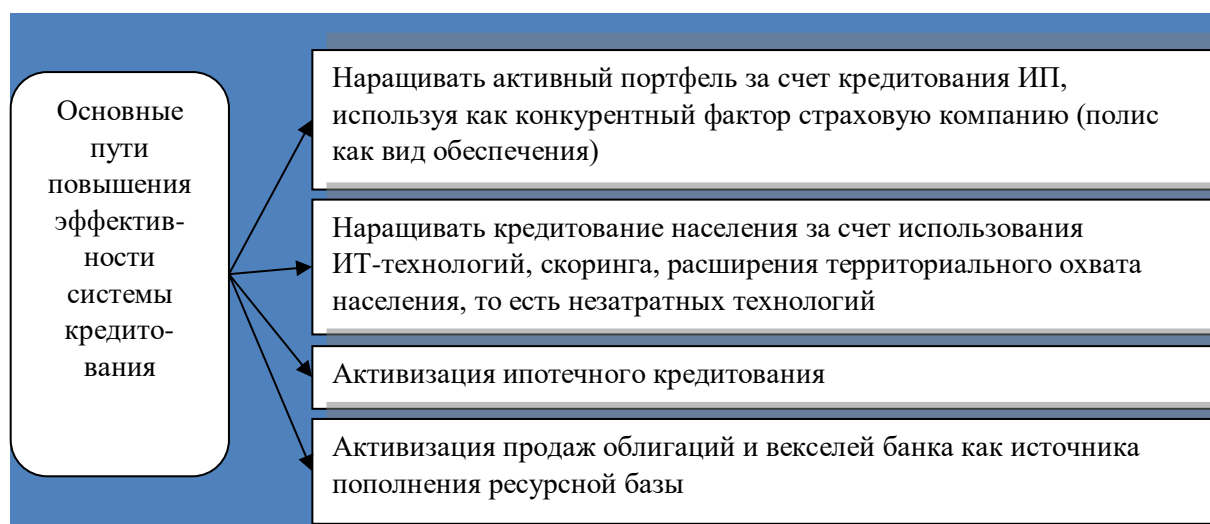 Основные
пути
повышения
эффектив-
ности
системы
кредито-
вания
Наращивать активный портфель за счет кредитования ИП,
используя как конкурентный фактор страховую компанию (полис
как вид обеспечения)
Наращивать кредитование населения за счет использования
ИТ-технологий, скоринга, расширения территориального охвата
населения, то есть незатратных технологий
Активизация ипотечного кредитования
Активизация продаж облигаций и векселей банка как источника
пополнения ресурсной базы